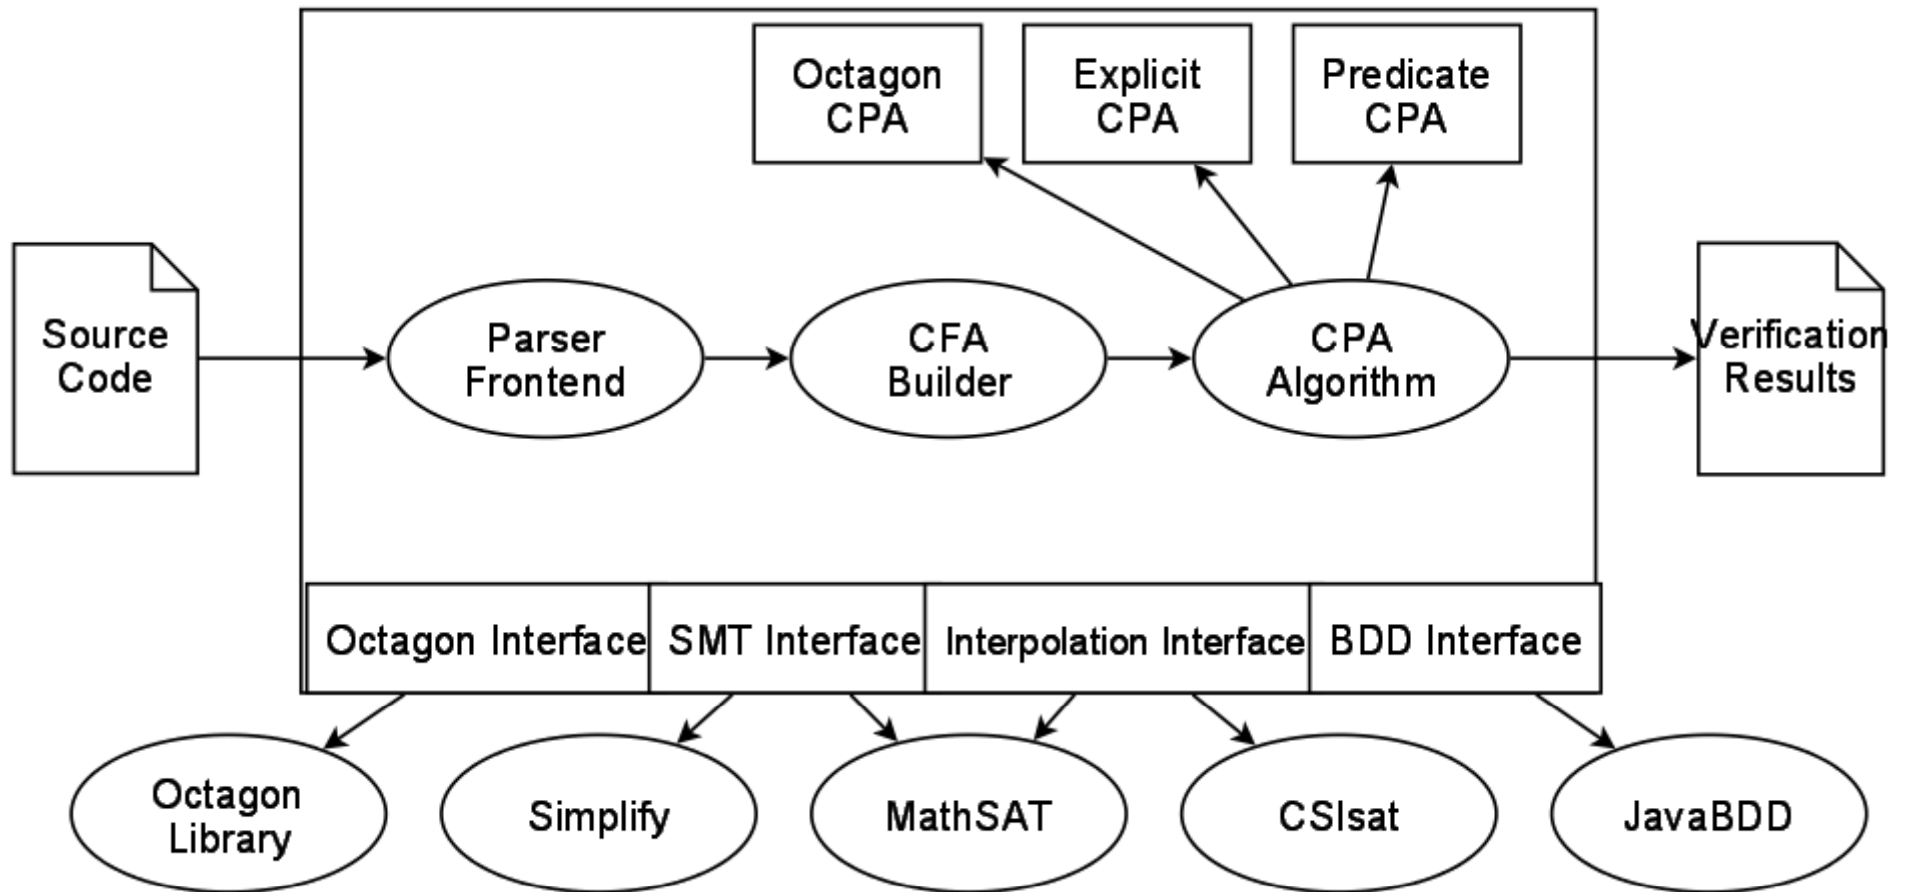 Octagon
CPA
Explicit
CPA
Predicate
CPA
Source
Code
Parser
Frontend
CFA
Builder
CPA
Algorithm
Verification
Results
Octagon Interface
SMT Interface
Interpolation Interface
BDD Interface
Octagon
Library
Simplify
MathSAT
CSIsat
JavaBDD